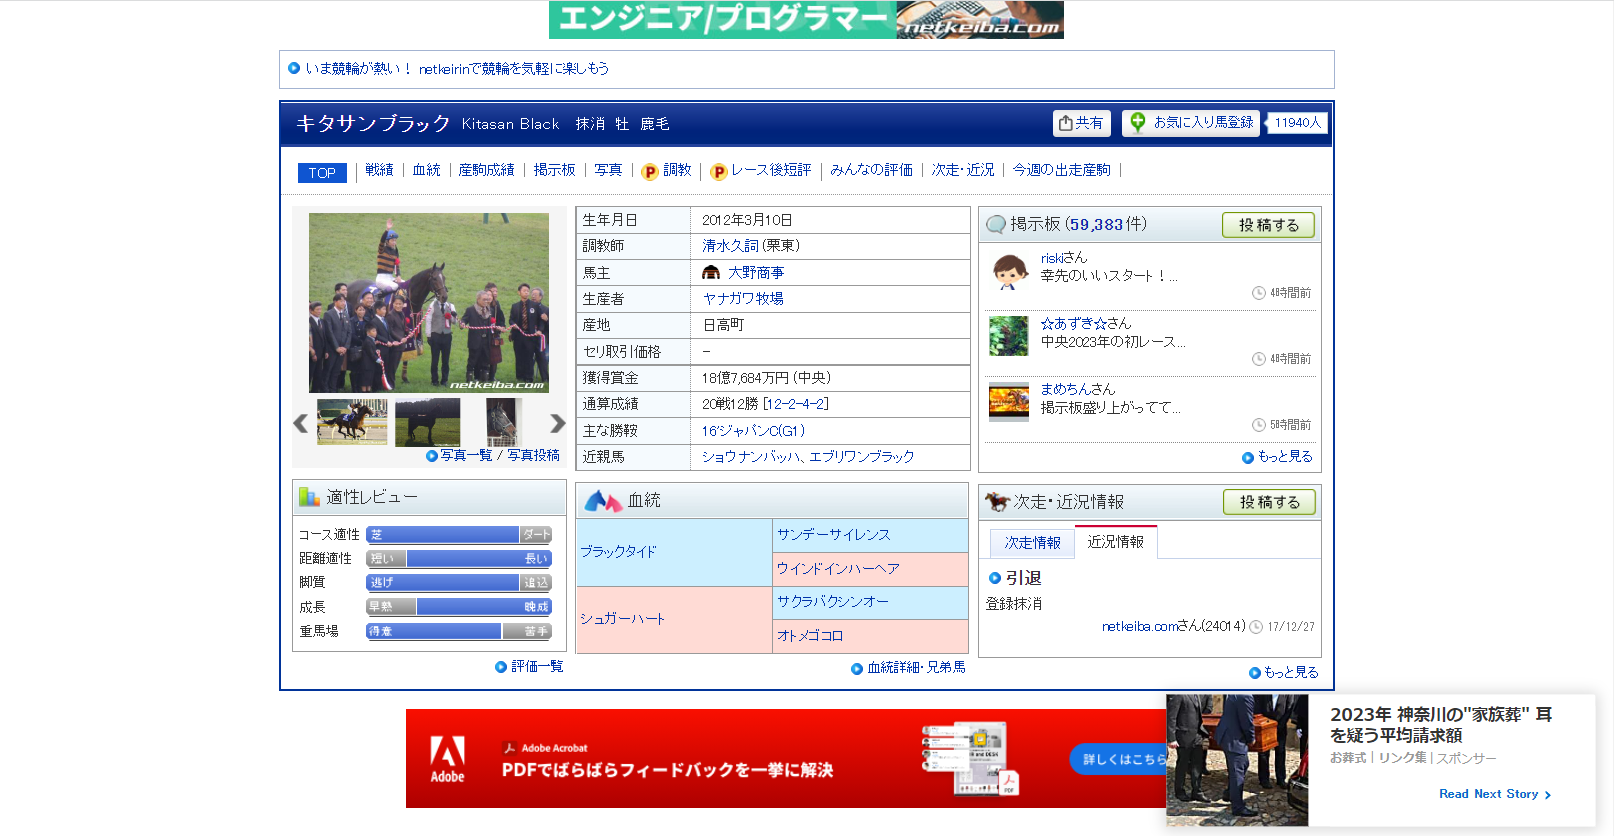 エンジニア/プログラマー
netkeiba.com
いま競輪が熱い！ netkeirinで競輪を気軽に楽しもう
キタサンブラック Kitasan Black 抹消 牡 鹿毛
共有
お気に入り馬登録
11940人
TOP 戦績 血統 産駒成績 掲示板 写真 P 調教 P レース後短評 みんなの評価 次走・近況 今週の出走産駒
netkeiba.com
写真一覧 / 写真投稿
適性レビュー
コース適性 芝 ダート
距離適性 短い 長い
脚質 逃げ 追込
成長 早熟 晩成
重馬場 得意 苦手
評価一覧
生年月日 2012年3月10日
調教師 清水久詞 (栗東)
馬主 大野商事
生産者 ヤナガワ牧場
産地 日高町
セリ取引価格 -
獲得賞金 18億7,684万円 (中央)
通算成績 20戦12勝 [12-2-4-2]
主な勝鞍 16'ジャパンC(G1)
近親馬 ショウナンバッハ、エブリワンブラック
血統
ブラックタイド
サンデーサイレンス
ウインドインハーヘア
シュガーハート
サクラバクシンオー
オトメゴコロ
血統詳細・兄弟馬
掲示板 (59,383件)
投稿する
riskiさん
幸先のいいスタート！...
4時間前
☆あずき☆さん
中央2023年の初レース...
4時間前
まめちんさん
掲示板盛り上がってて...
5時間前
もっと見る
次走・近況情報
投稿する
次走情報 近況情報
引退
登録抹消
netkeiba.comさん(24014) 17/12/27
もっと見る
Adobe
Adobe Acrobat
PDFでばらばらフィードバックを一挙に解決
PDF
詳しくはこちら
2023年 神奈川の"家族葬" 耳
を疑う平均請求額
お葬式 | リンク集 | スポンサー
Read Next Story